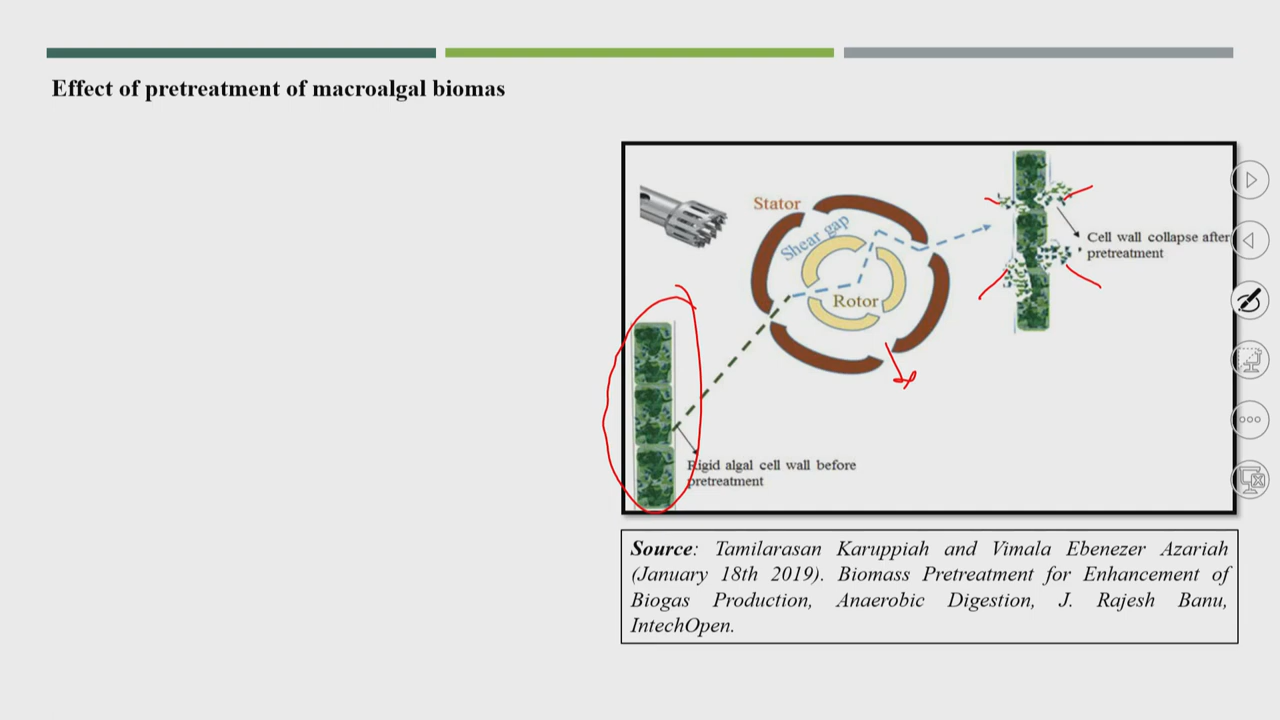 Effect of pretreatment of macroalgal biomas
Stator
Shear gap
Rotor
Cell wall collapse after
pretreatment
Rigid algal cell wall before
pretreatment
Source: Tamilarasan Karuppiah and Vimala Ebenezer Azariah
(January 18th 2019). Biomass Pretreatment for Enhancement of
Biogas Production, Anaerobic Digestion, J. Rajesh Banu,
IntechOpen.